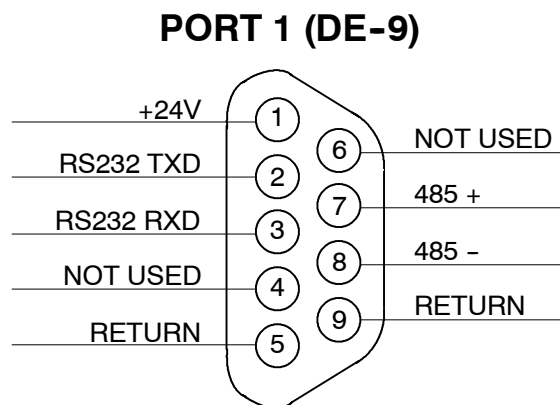 PORT 1 (DE-9)
+24V
1
RS232 TXD
2
RS232 RXD
3
NOT USED
4
RETURN
5
6
NOT USED
7
485 +
8
485 -
9
RETURN